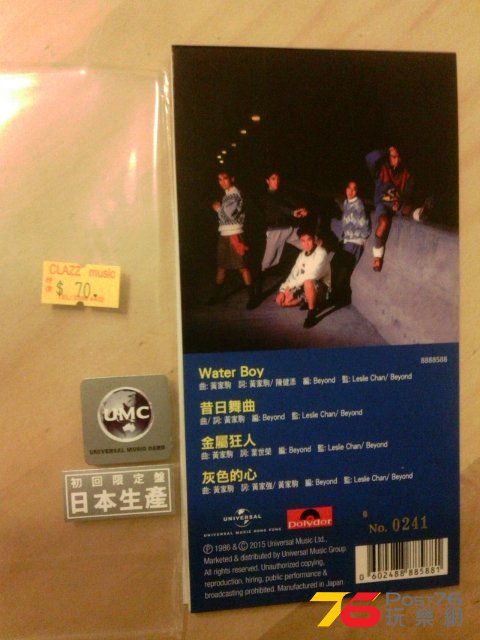 CLAZZ music
$ 70.
UMC
UNIVERSAL MUSIC CARD
初回限定盤
日本生產
Water Boy
8888588
曲: 黃家駒 詞: 黃家駒/ 陳健添 編: Beyond 監: Leslie Chan/ Beyond
昔日舞曲
曲/ 詞: 黃家駒 編: Beyond 監: Leslie Chan/ Beyond
金屬狂人
曲: 黃家駒 詞: 葉世榮 編: Beyond 監: Leslie Chan/ Beyond
灰色的心
曲: 黃家駒 詞: 黃家強/ 黃家駒 編: Beyond 監: Leslie Chan/ Beyond
UNIVERSAL
UNIVERSAL MUSIC HONG KONG
Polydor
No. 0241
Ⓟ 1986 & © 2015 Universal Music Ltd.,
Marketed & distributed by Universal Music Group.
All rights reserved. Unauthorized copying,
reproduction, hiring, public performance &
broadcasting prohibited. Manufactured in Japan
0 602488 885881
76 Post76
玩樂網